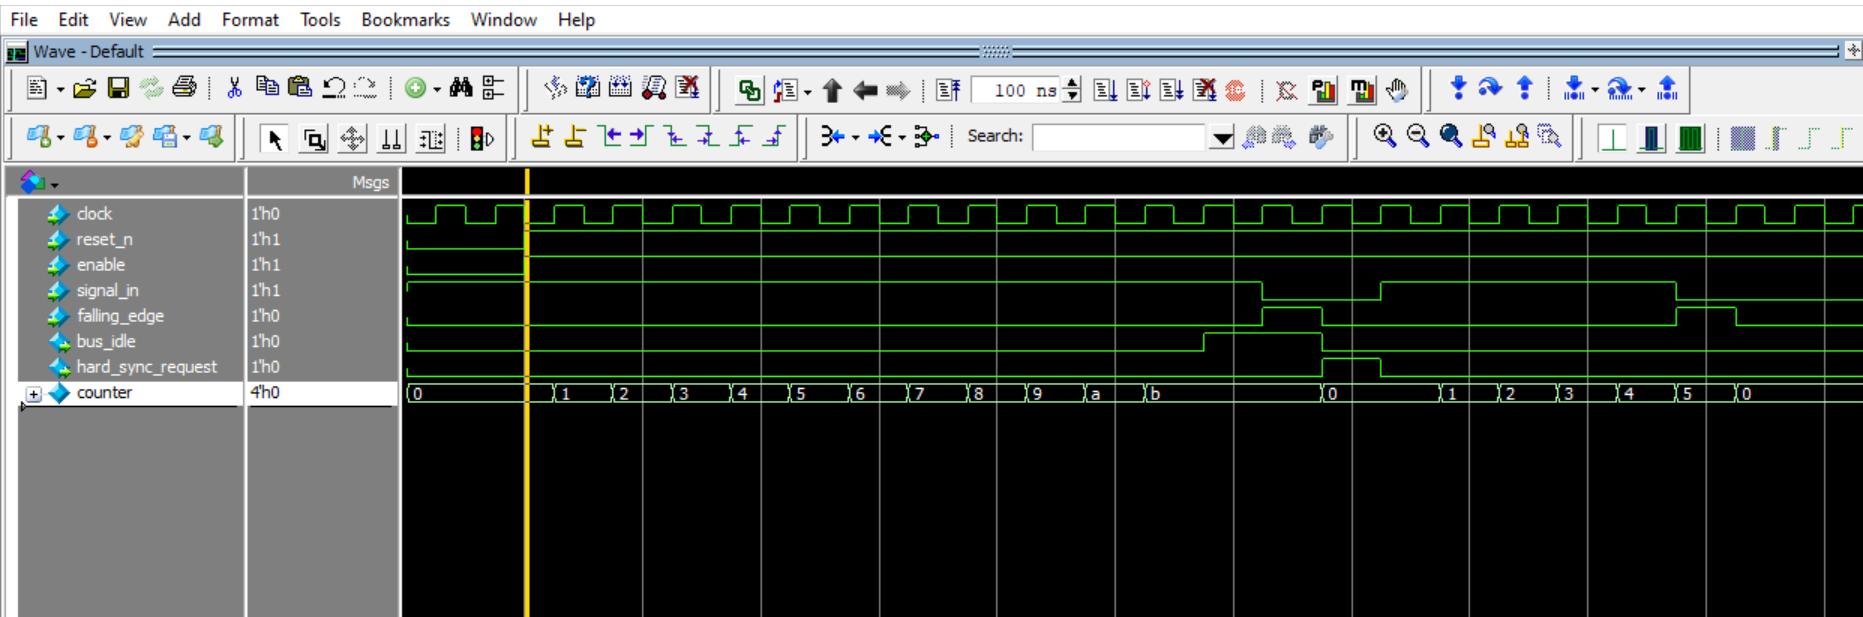 File Edit View Add Format Tools Bookmarks Window Help
Wave - Default
100 ns
Search:
Msgs
clock 1'h0
reset_n 1'h1
enable 1'h1
signal_in 1'h1
falling_edge 1'h0
bus_idle 1'h0
hard_sync_request 1'h0
counter 4'h0 0 1 2 3 4 5 6 7 8 9 a b 0 1 2 3 4 5 0